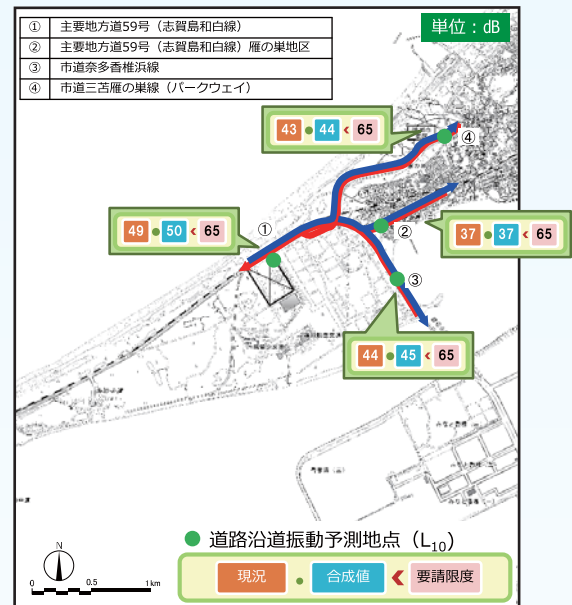 ① 主要地方道59号（志賀島和白線）
② 主要地方道59号（志賀島和白線）雁の巣地区
③ 市道奈多香椎浜線
④ 市道三苫雁の巣線（パークウェイ）
単位：dB
43 ● 44 < 65
④
49 ● 50 < 65
①
②
37 ● 37 < 65
③
44 ● 45 < 65
● 道路沿道振動予測地点（L10）
現況 ● 合成値 < 要請限度
N
0 0.5 1km